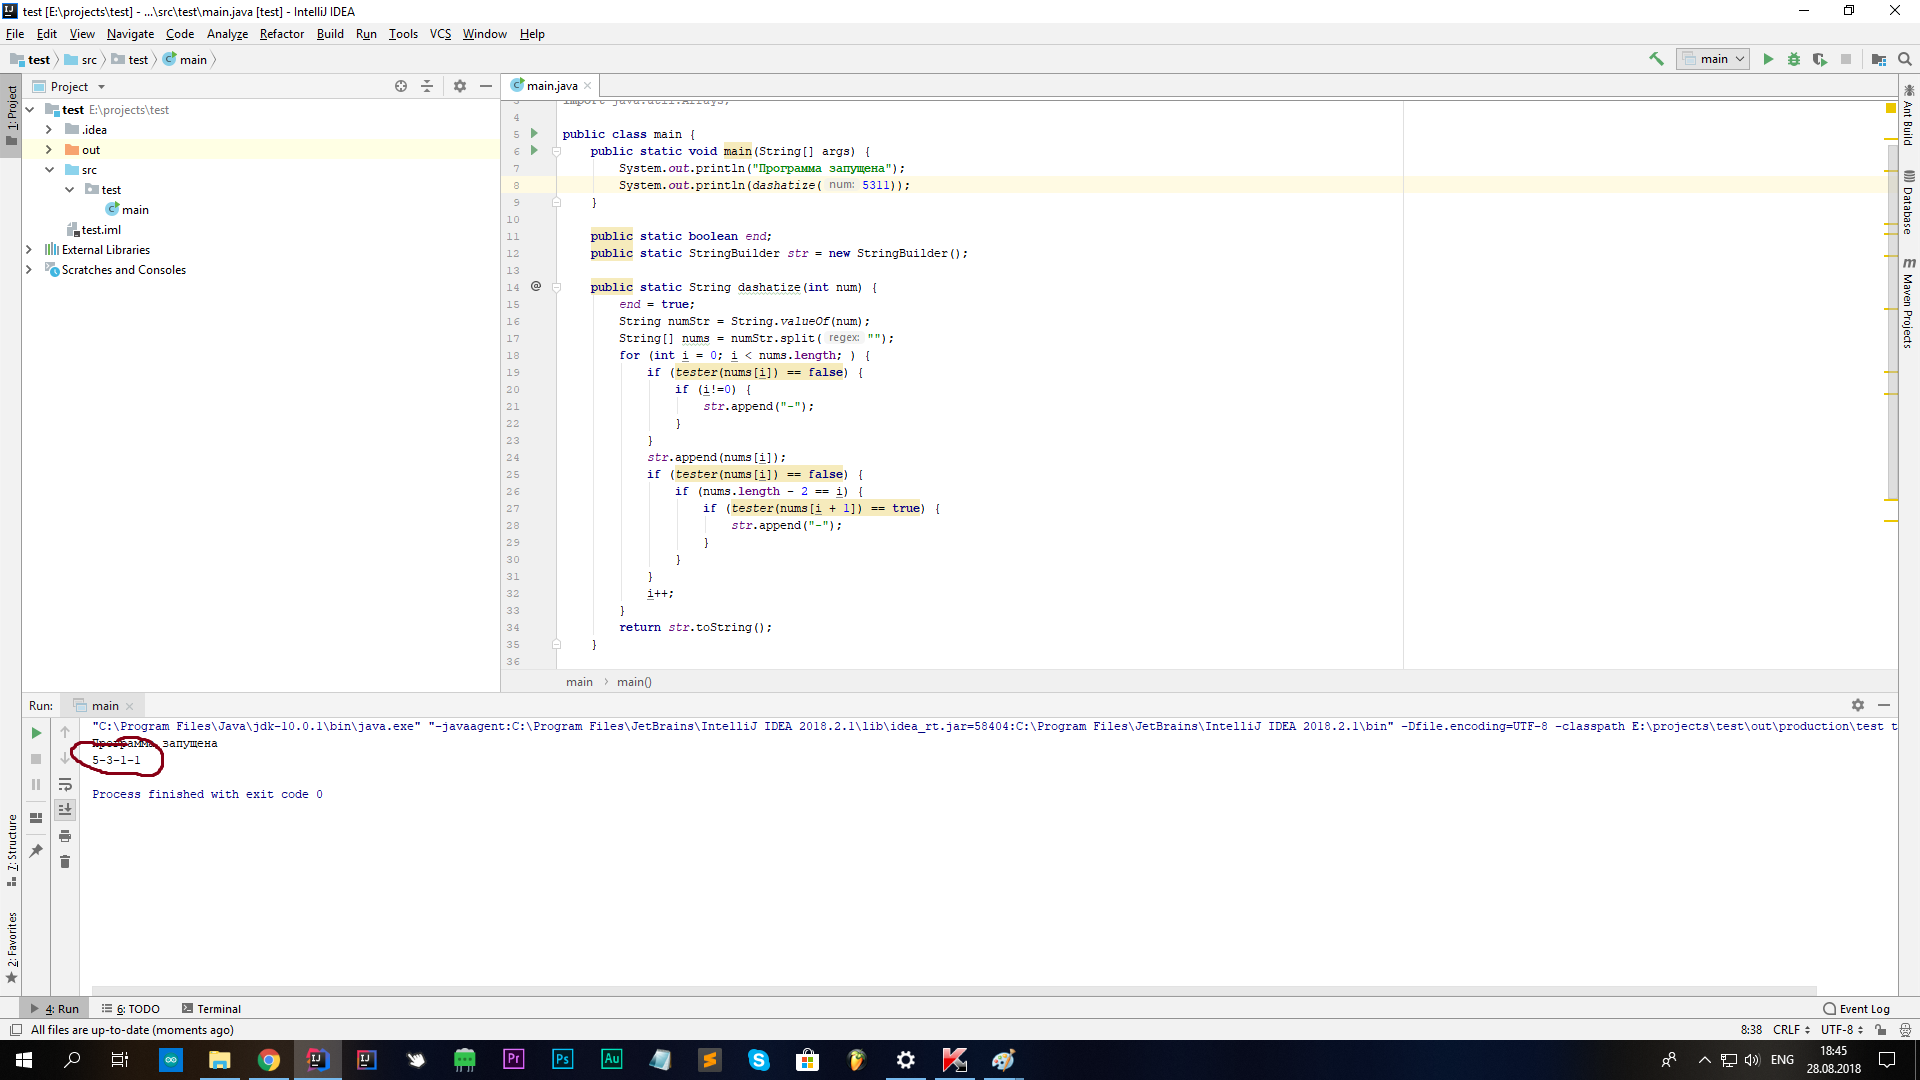 test [E:\projects\test] - ...\src\test\main.java [test] - IntelliJ IDEA
File Edit View Navigate Code Analyze Refactor Build Run Tools VCS Window Help
test src test main
main
1: Project
Project
test E:\projects\test
.idea
out
src
test
main
test.iml
External Libraries
Scratches and Consoles
main.java
3 import java.util.Arrays;
4
5 public class main {
6 public static void main(String[] args) {
7 System.out.println("Программа запущена");
8 System.out.println(dashatize( num: 5311));
9 }
10
11 public static boolean end;
12 public static StringBuilder str = new StringBuilder();
13
14 @ public static String dashatize(int num) {
15 end = true;
16 String numStr = String.valueOf(num);
17 String[] nums = numStr.split( regex: "");
18 for (int i = 0; i < nums.length; ) {
19 if (tester(nums[i]) == false) {
20 if (i!=0) {
21 str.append("-");
22 }
23 }
24 str.append(nums[i]);
25 if (tester(nums[i]) == false) {
26 if (nums.length - 2 == i) {
27 if (tester(nums[i + 1]) == true) {
28 str.append("-");
29 }
30 }
31 }
32 i++;
33 }
34 return str.toString();
35 }
36
main main()
Ant Build
Database
Maven Projects
Run: main
"C:\Program Files\Java\jdk-10.0.1\bin\java.exe" "-javaagent:C:\Program Files\JetBrains\IntelliJ IDEA 2018.2.1\lib\idea_rt.jar=58404:C:\Program Files\JetBrains\IntelliJ IDEA 2018.2.1\bin" -Dfile.encoding=UTF-8 -classpath E:\projects\test\out\production\test t
Программа запущена
5-3-1-1
Process finished with exit code 0
7: Structure
2: Favorites
4: Run 6: TODO Terminal Event Log
All files are up-to-date (moments ago) 8:38 CRLF UTF-8
Pr Ps Au ENG 18:45
28.08.2018